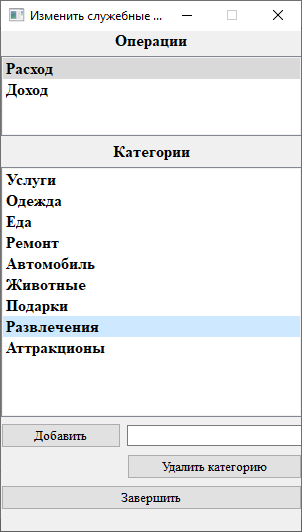 Изменить служебные ...
Операции
Расход
Доход
Категории
Услуги
Одежда
Еда
Ремонт
Автомобиль
Животные
Подарки
Развлечения
Аттракционы
Добавить
Удалить категорию
Завершить